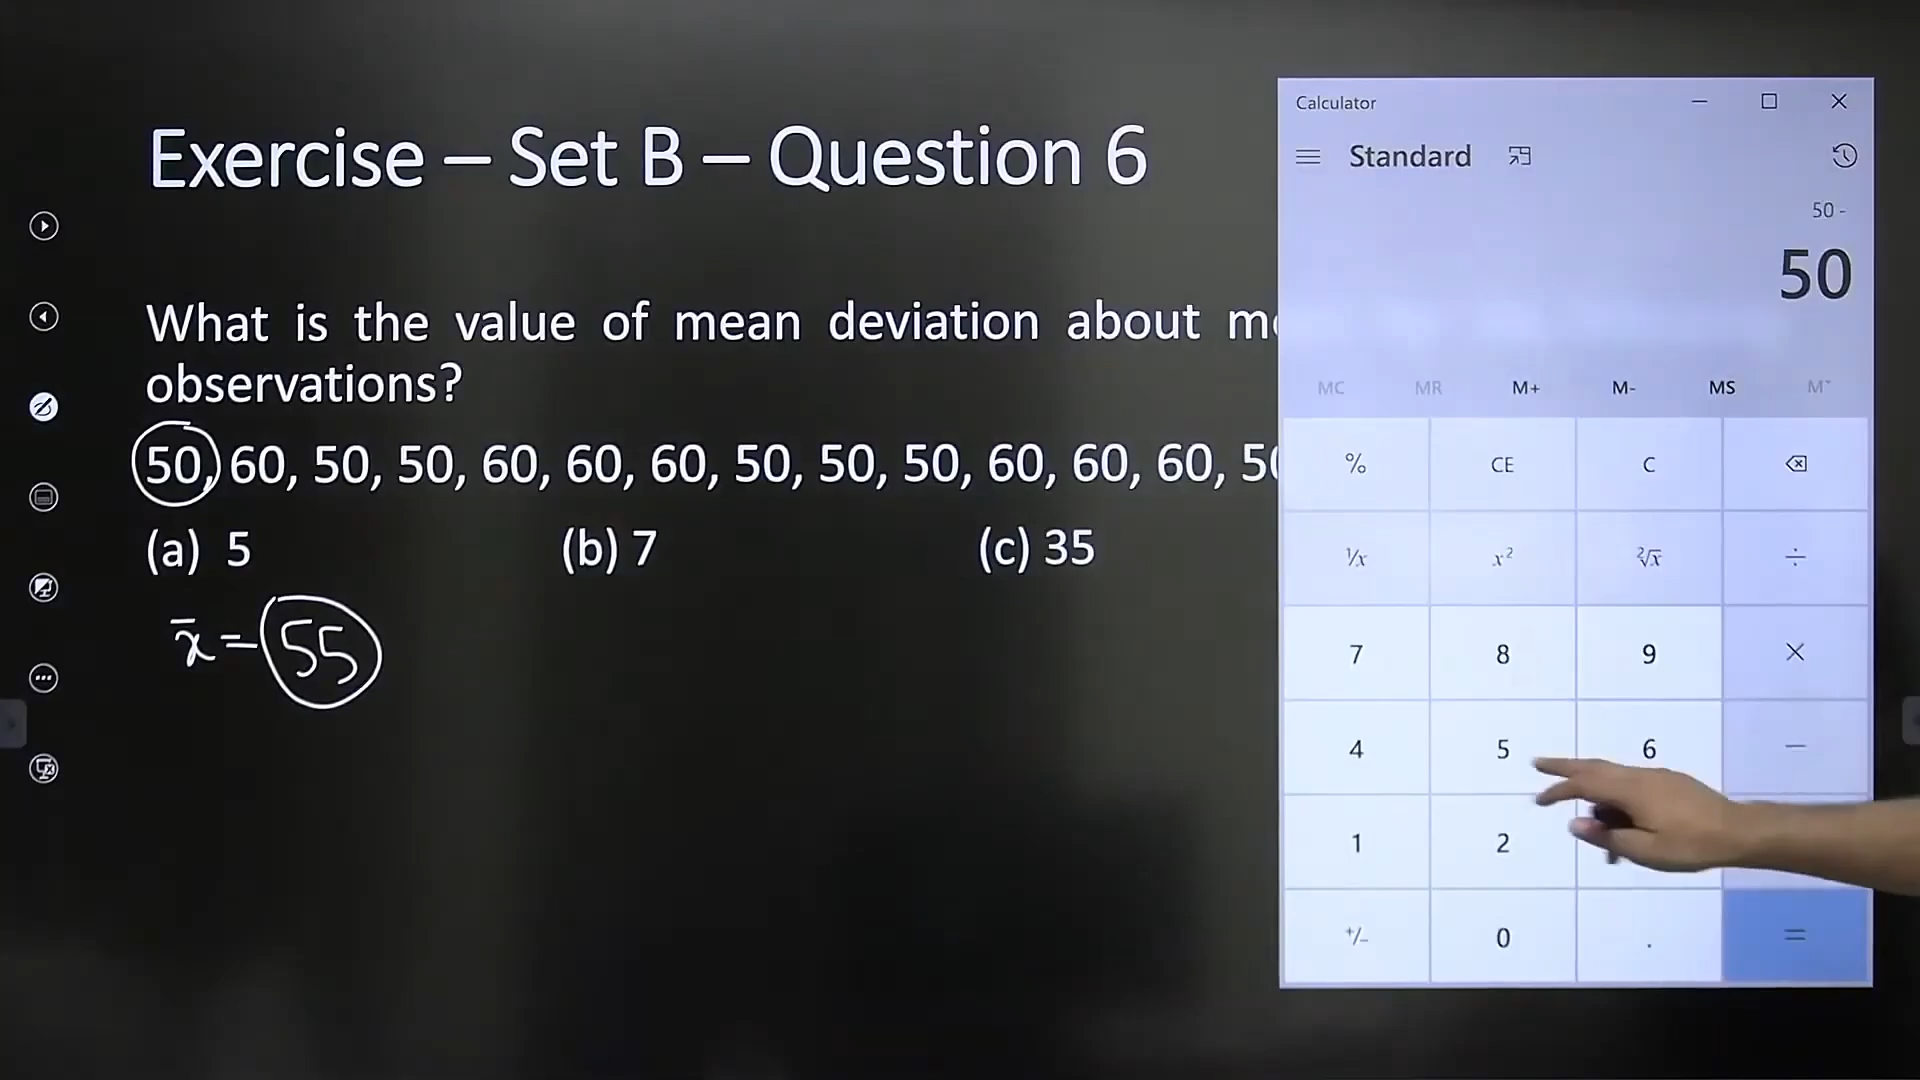 Exercise – Set B – Question 6
What is the value of mean deviation about
observations?
50, 60, 50, 50, 60, 60, 60, 50, 50, 50, 60, 60, 60,
(a) 5
(b) 7
(c) 35
x̄ = 55
Calculator
Standard
50 -
50
MC MR M+ M- MS M˅
% CE C
¹/x x² ²√x ÷
7 8 9 ×
4 5 6 −
1 2
+/- 0 . =